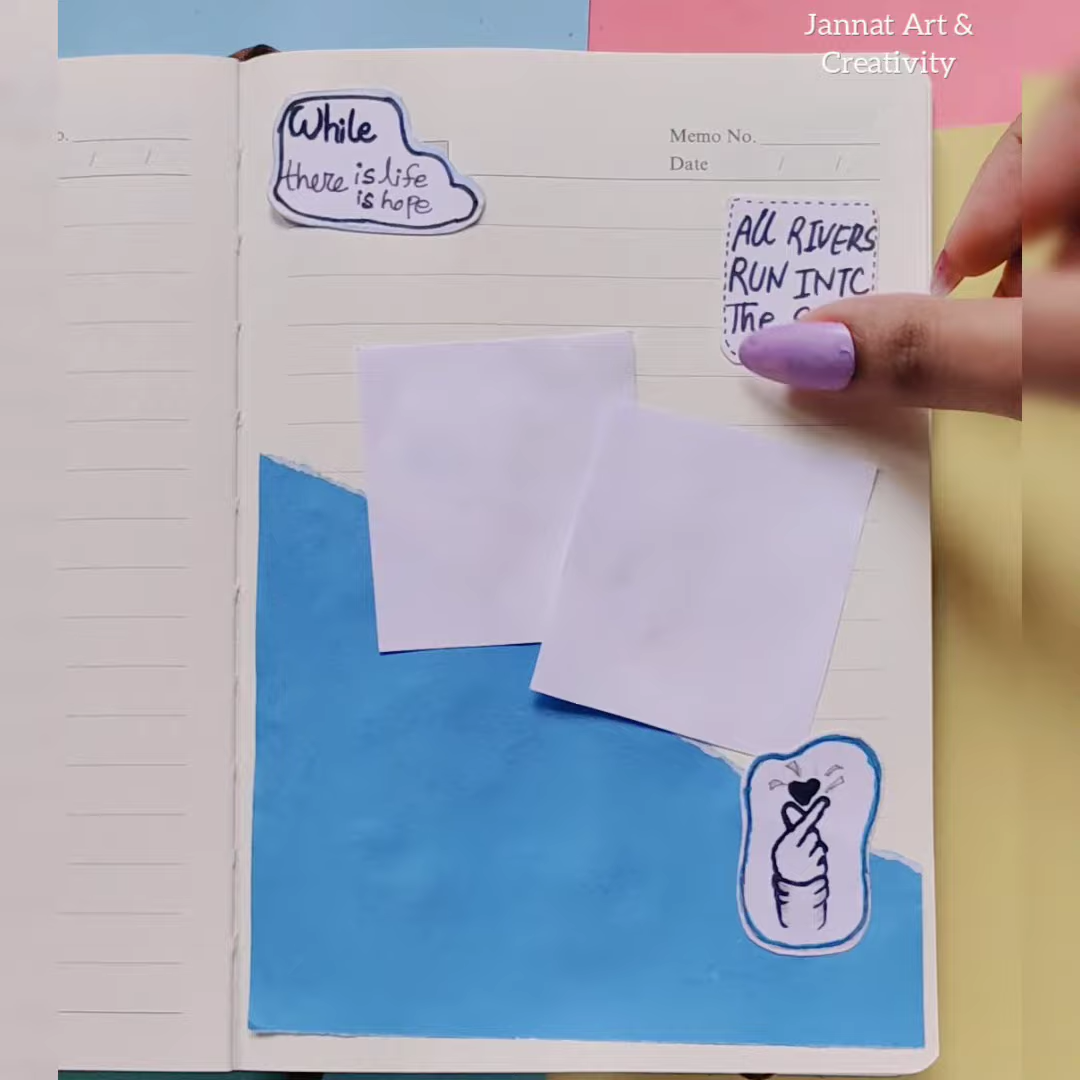 Jannat Art &
Creativity
Memo No.
Date / /
While
there is life
is hope
All RIVERS
RUN INTC
The